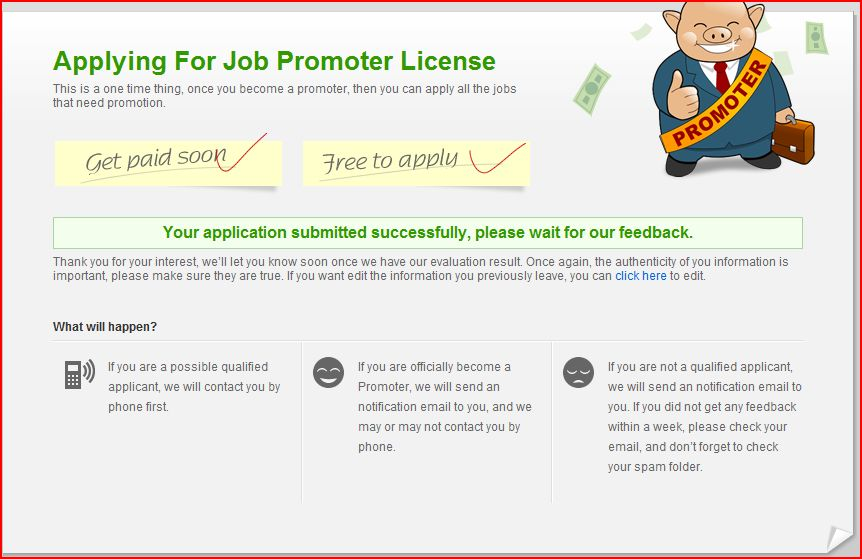 Applying For Job Promoter License
This is a one time thing, once you become a promoter, then you can apply all the jobs
that need promotion.
PROMOTER
Get paid soon
Free to apply
Your application submitted successfully, please wait for our feedback.
Thank you for your interest, we'll let you know soon once we have our evaluation result. Once again, the authenticity of you information is
important, please make sure they are true. If you want edit the information you previously leave, you can click here to edit.
What will happen?
If you are a possible qualified
applicant, we will contact you by
phone first.
If you are officially become a
Promoter, we will send an
notification email to you, and we
may or may not contact you by
phone.
If you are not a qualified applicant,
we will send an notification email to
you. If you did not get any feedback
within a week, please check your
email, and don't forget to check
your spam folder.